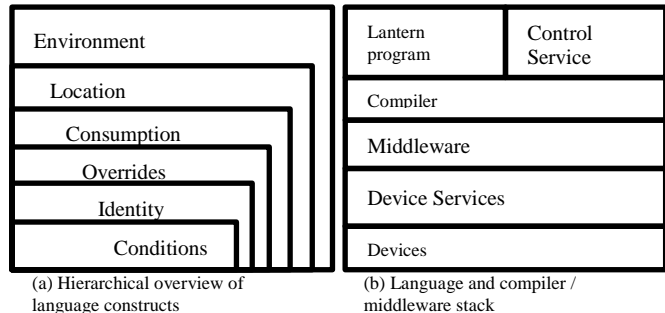 Environment
Location
Consumption
Overrides
Identity
Conditions
(a) Hierarchical overview of
language constructs
Lantern
program
Control
Service
Compiler
Middleware
Device Services
Devices
(b) Language and compiler /
middleware stack